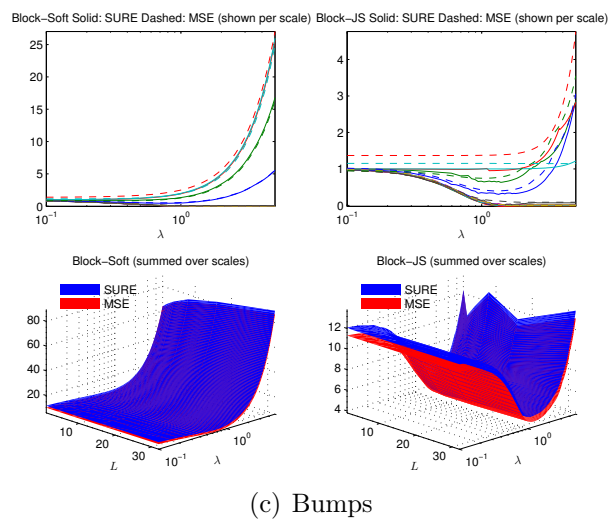 Block−Soft Solid: SURE Dashed: MSE (shown per scale)
25
20
15
10
5
0
10^-1
10^0
λ
Block−JS Solid: SURE Dashed: MSE (shown per scale)
4
3
2
1
0
10^-1
10^0
λ
Block−Soft (summed over scales)
SURE
MSE
80
60
40
20
10
20
30
L
10^-1
10^0
λ
Block−JS (summed over scales)
SURE
MSE
12
10
8
6
4
10
20
30
L
10^-1
10^0
λ
(c) Bumps